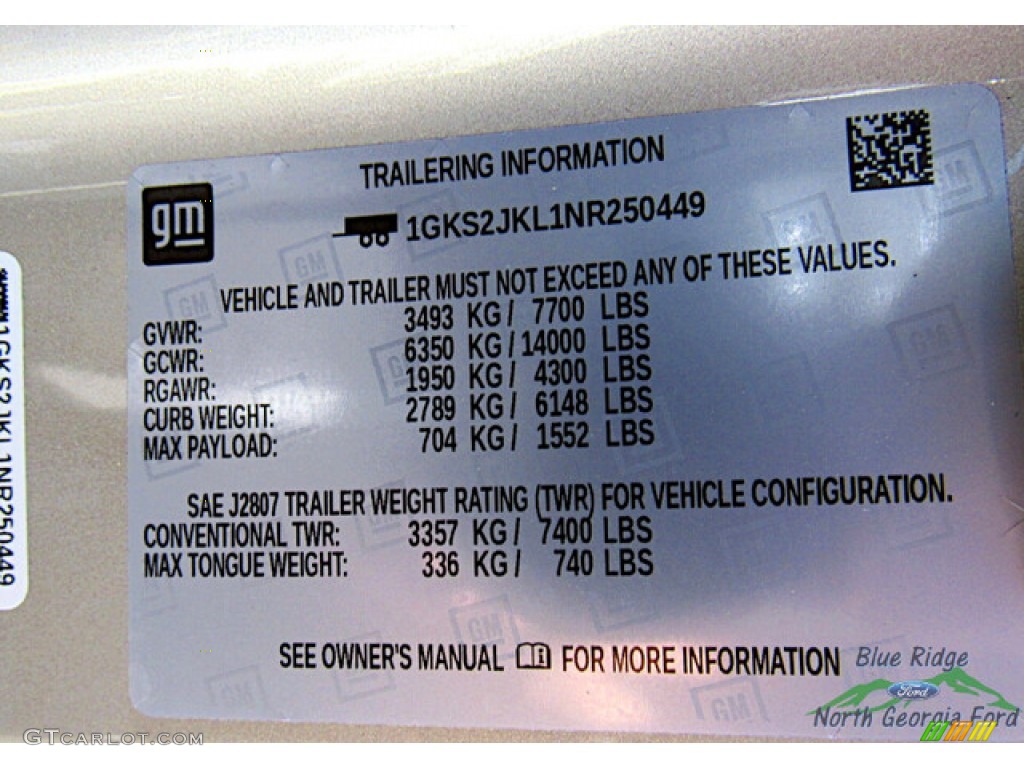 TRAILERING INFORMATION
gm
1GKS2JKL1NR250449
VEHICLE AND TRAILER MUST NOT EXCEED ANY OF THESE VALUES.
GVWR: 3493 KG / 7700 LBS
GCWR: 6350 KG / 14000 LBS
RGAWR: 1950 KG / 4300 LBS
CURB WEIGHT: 2789 KG / 6148 LBS
MAX PAYLOAD: 704 KG / 1552 LBS
SAE J2807 TRAILER WEIGHT RATING (TWR) FOR VEHICLE CONFIGURATION.
CONVENTIONAL TWR: 3357 KG / 7400 LBS
MAX TONGUE WEIGHT: 336 KG / 740 LBS
SEE OWNER'S MANUAL FOR MORE INFORMATION
1GKS2JKL1NR250449
Blue Ridge
Ford
North Georgia Ford
GTcarlot.com